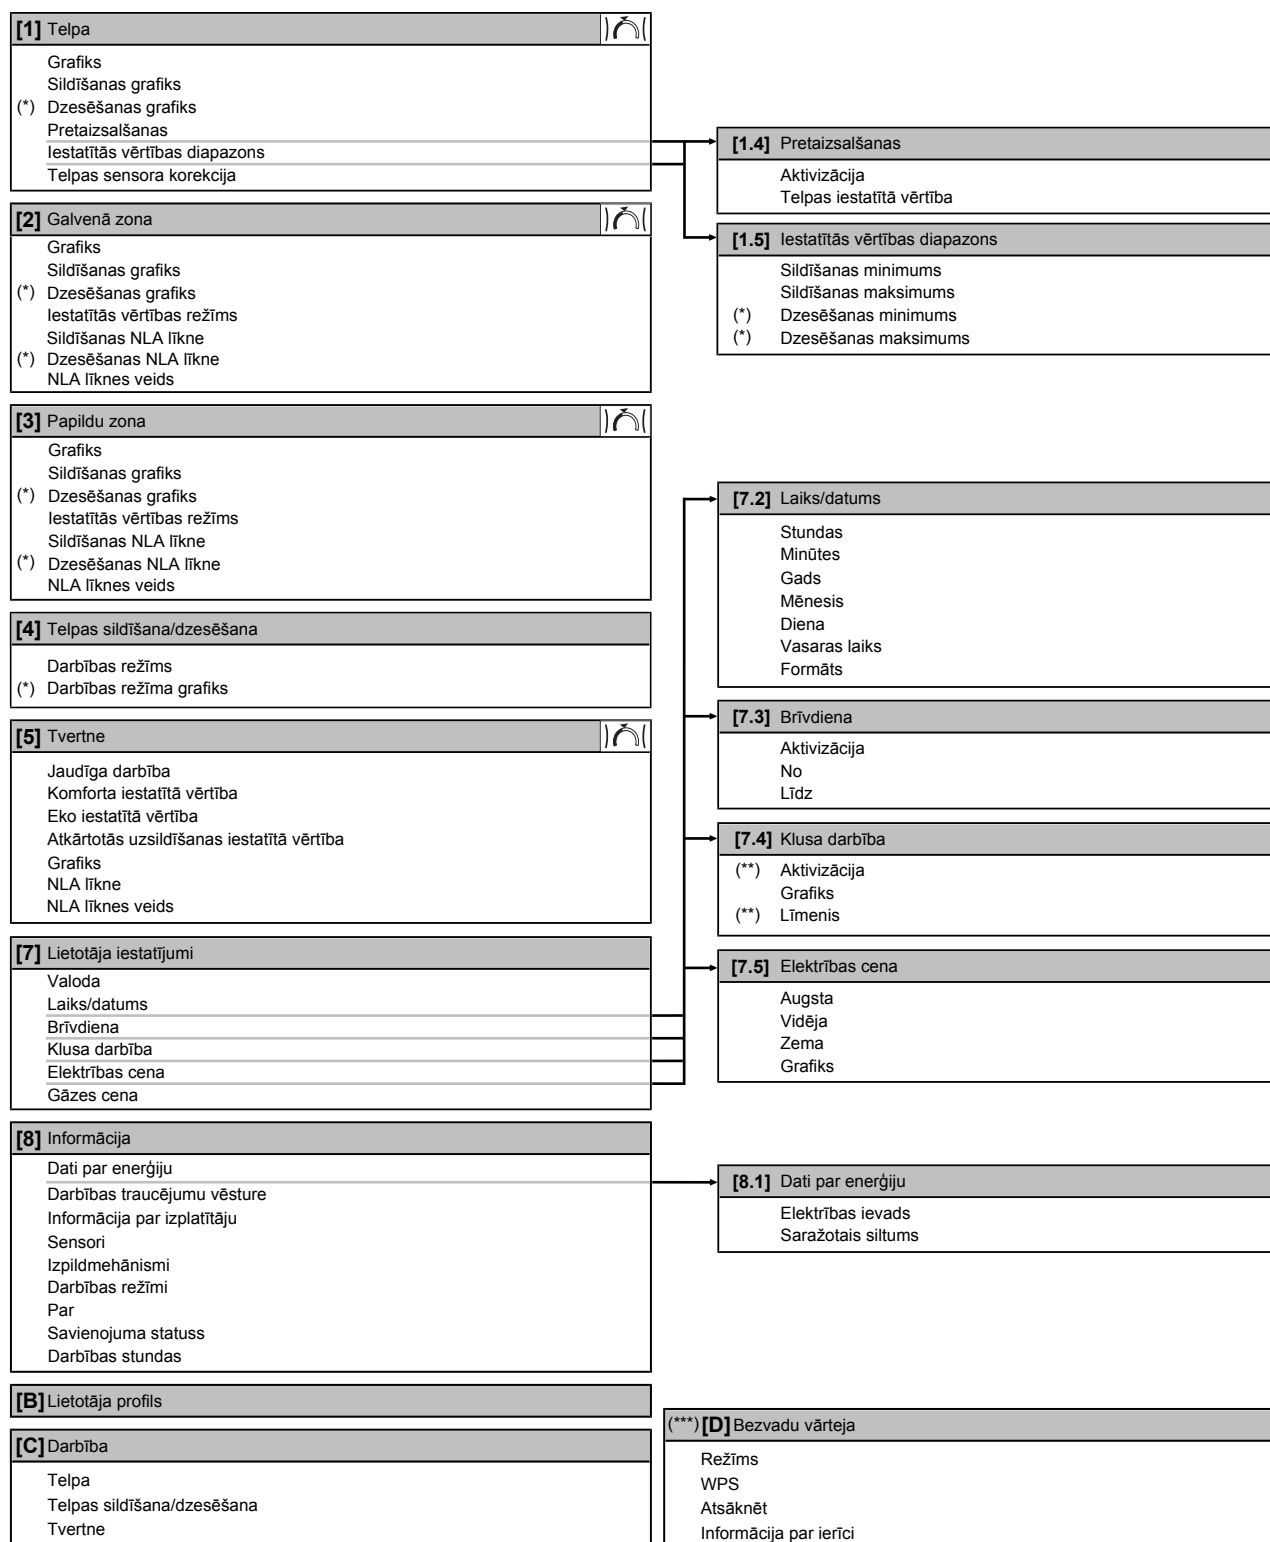 [1] Telpa
Grafiks
Sildīšanas grafiks
(*) Dzesēšanas grafiks
Pretaizsalšanas
Iestatītās vērtības diapazons
Telpas sensora korekcija
[1.4] Pretaizsalšanas
Aktivizācija
Telpas iestatītā vērtība
[1.5] Iestatītās vērtības diapazons
Sildīšanas minimums
Sildīšanas maksimums
(*) Dzesēšanas minimums
(*) Dzesēšanas maksimums
[2] Galvenā zona
Grafiks
Sildīšanas grafiks
(*) Dzesēšanas grafiks
Iestatītās vērtības režīms
Sildīšanas NLA līkne
(*) Dzesēšanas NLA līkne
NLA līknes veids
[3] Papildu zona
Grafiks
Sildīšanas grafiks
(*) Dzesēšanas grafiks
Iestatītās vērtības režīms
Sildīšanas NLA līkne
(*) Dzesēšanas NLA līkne
NLA līknes veids
[4] Telpas sildīšana/dzesēšana
Darbības režīms
(*) Darbības režīma grafiks
[5] Tvertne
Jaudīga darbība
Komforta iestatītā vērtība
Eko iestatītā vērtība
Atkārtotās uzsildīšanas iestatītā vērtība
Grafiks
NLA līkne
NLA līknes veids
[7] Lietotāja iestatījumi
Valoda
Laiks/datums
Brīvdiena
Klusa darbība
Elektrības cena
Gāzes cena
[7.2] Laiks/datums
Stundas
Minūtes
Gads
Mēnesis
Diena
Vasaras laiks
Formāts
[7.3] Brīvdiena
Aktivizācija
No
Līdz
[7.4] Klusa darbība
(**) Aktivizācija
Grafiks
(**) Līmenis
[7.5] Elektrības cena
Augsta
Vidēja
Zema
Grafiks
[8] Informācija
Dati par enerģiju
Darbības traucējumu vēsture
Informācija par izplatītāju
Sensori
Izpildmehānismi
Darbības režīmi
Par
Savienojuma statuss
Darbības stundas
[8.1] Dati par enerģiju
Elektrības ievads
Saražotais siltums
[B] Lietotāja profils
[C] Darbība
Telpa
Telpas sildīšana/dzesēšana
Tvertne
(***) [D] Bezvadu vārteja
Režīms
WPS
Atsāknēt
Informācija par ierīci